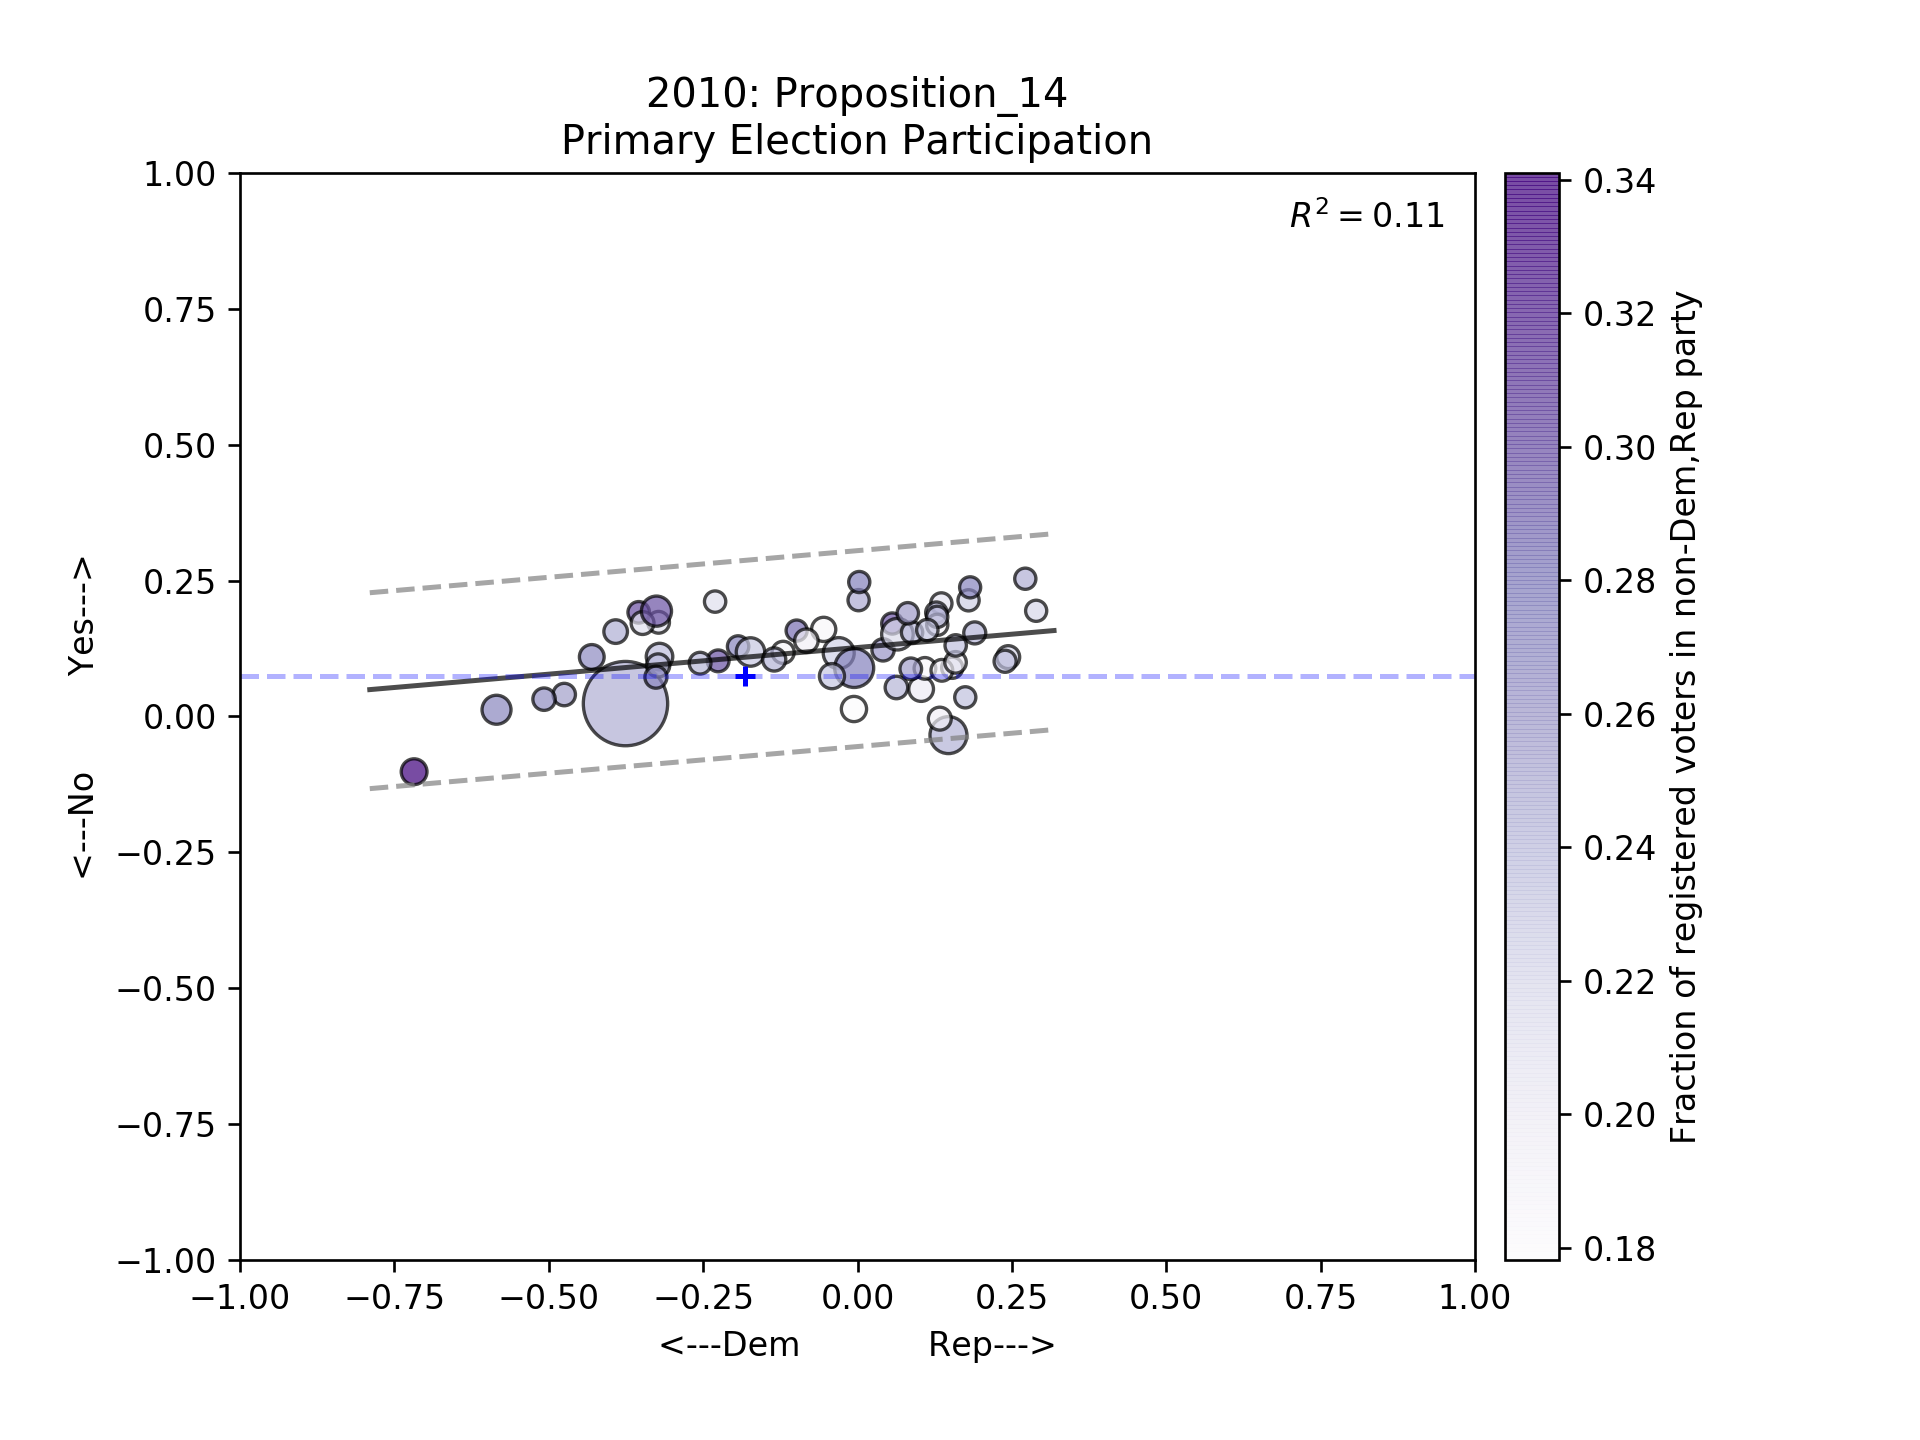 2010: Proposition_14
Primary Election Participation
R² = 0.11
1.00
0.75
0.50
0.25
0.00
−0.25
−0.50
−0.75
−1.00
<---No Yes--->
−1.00 −0.75 −0.50 −0.25 0.00 0.25 0.50 0.75 1.00
<---Dem Rep--->
0.34
0.32
0.30
0.28
0.26
0.24
0.22
0.20
0.18
Fraction of registered voters in non-Dem,Rep party